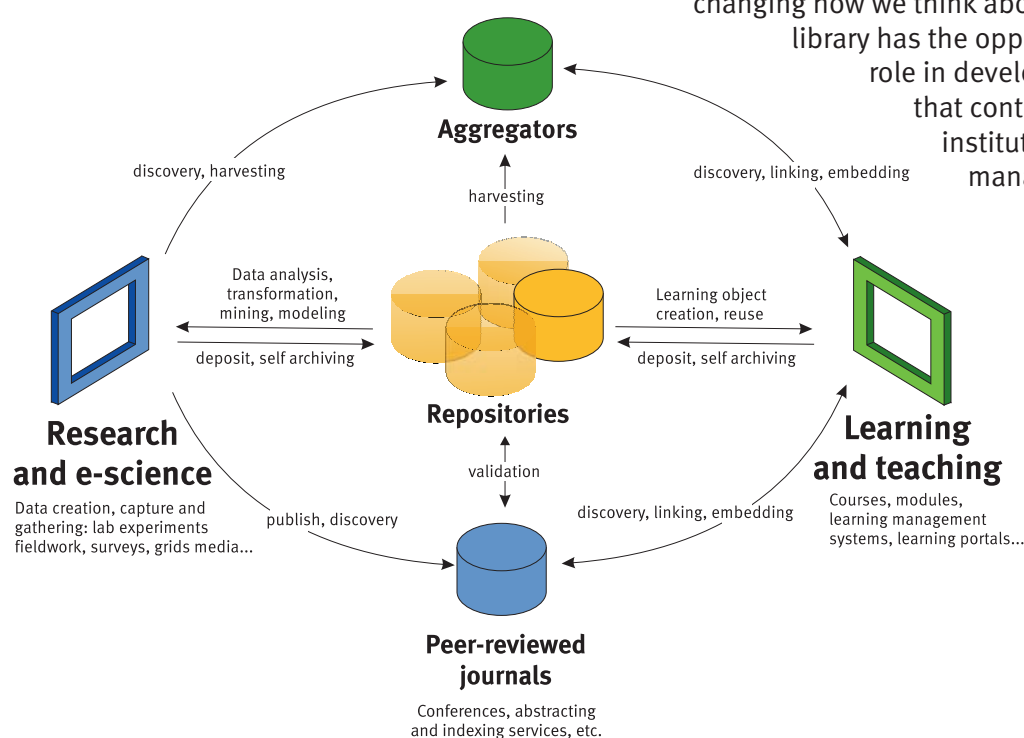 changing how we think abo
library has the opp
role in develo
that cont
institut
mana
Aggregators
discovery, harvesting
discovery, linking, embedding
harvesting
Data analysis,
transformation,
mining, modeling
Learning object
creation, reuse
deposit, self archiving
deposit, self archiving
Repositories
Research
and e-science
Data creation, capture and
gathering: lab experiments
fieldwork, surveys, grids media...
Learning
and teaching
Courses, modules,
learning management
systems, learning portals...
validation
publish, discovery
discovery, linking, embedding
Peer-reviewed
journals
Conferences, abstracting
and indexing services, etc.